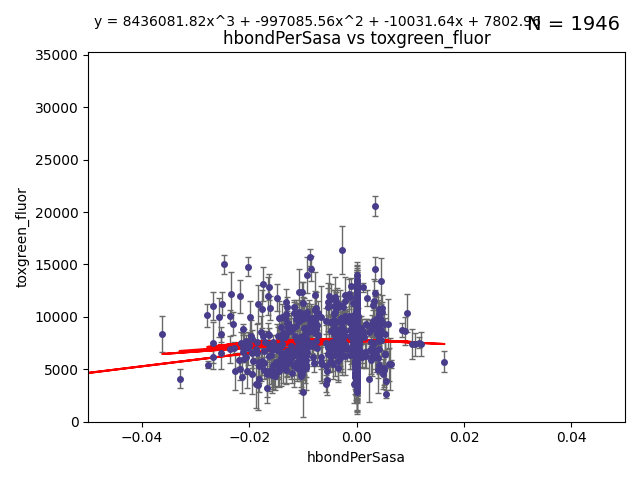 y = 8436081.82x^3 + -997085.56x^2 + -10031.64x + 7802.96
N = 1946
hbondPerSasa vs toxgreen_fluor
35000
30000
25000
20000
15000
10000
5000
0
toxgreen_fluor
−0.04
−0.02
0.00
0.02
0.04
hbondPerSasa